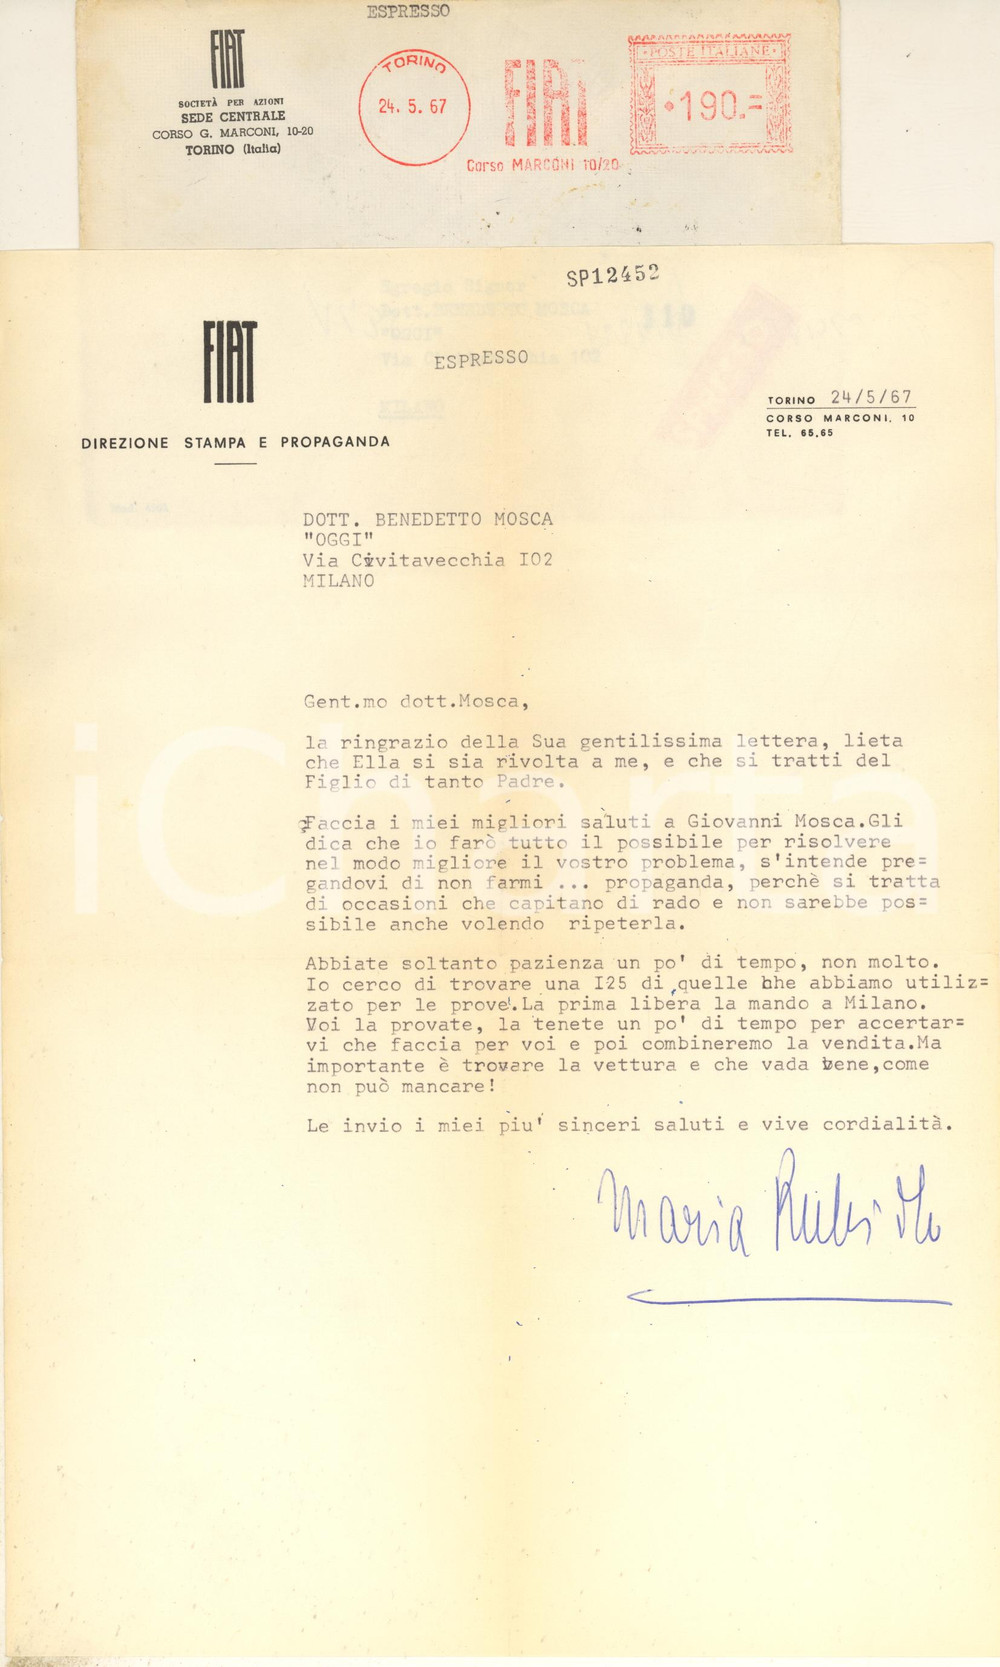 ESPRESSO
FIAT
SOCIETÀ PER AZIONI
SEDE CENTRALE
CORSO G. MARCONI, 10-20
TORINO (Italia)
TORINO
24. 5. 67
FIAT
Corso MARCONI 10/20
POSTE ITALIANE
190.=
SP12452
FIAT
ESPRESSO
DIREZIONE STAMPA E PROPAGANDA
TORINO 24/5/67
CORSO MARCONI, 10
TEL. 65.65
DOTT. BENEDETTO MOSCA
"OGGI"
Via Civitavecchia IO2
MILANO
Gent.mo dott.Mosca,
la ringrazio della Sua gentilissima lettera, lieta
che Ella si sia rivolta a me, e che si tratti del
Figlio di tanto Padre.
Faccia i miei migliori saluti a Giovanni Mosca.Gli
dica che io farò tutto il possibile per risolvere
nel modo migliore il vostro problema, s'intende pre=
gandovi di non farmi ... propaganda, perchè si tratta
di occasioni che capitano di rado e non sarebbe pos=
sibile anche volendo ripeterla.
Abbiate soltanto pazienza un po' di tempo, non molto.
Io cerco di trovare una I25 di quelle che abbiamo utiliz=
zato per le prove!.La prima libera la mando a Milano.
Voi la provate, la tenete un po' di tempo per accertar=
vi che faccia per voi e poi combineremo la vendita.Ma
importante è trovare la vettura e che vada bene,come
non può mancare!
Le invio i miei piu' sinceri saluti e vive cordialità.
Maria Rubi
iCharta